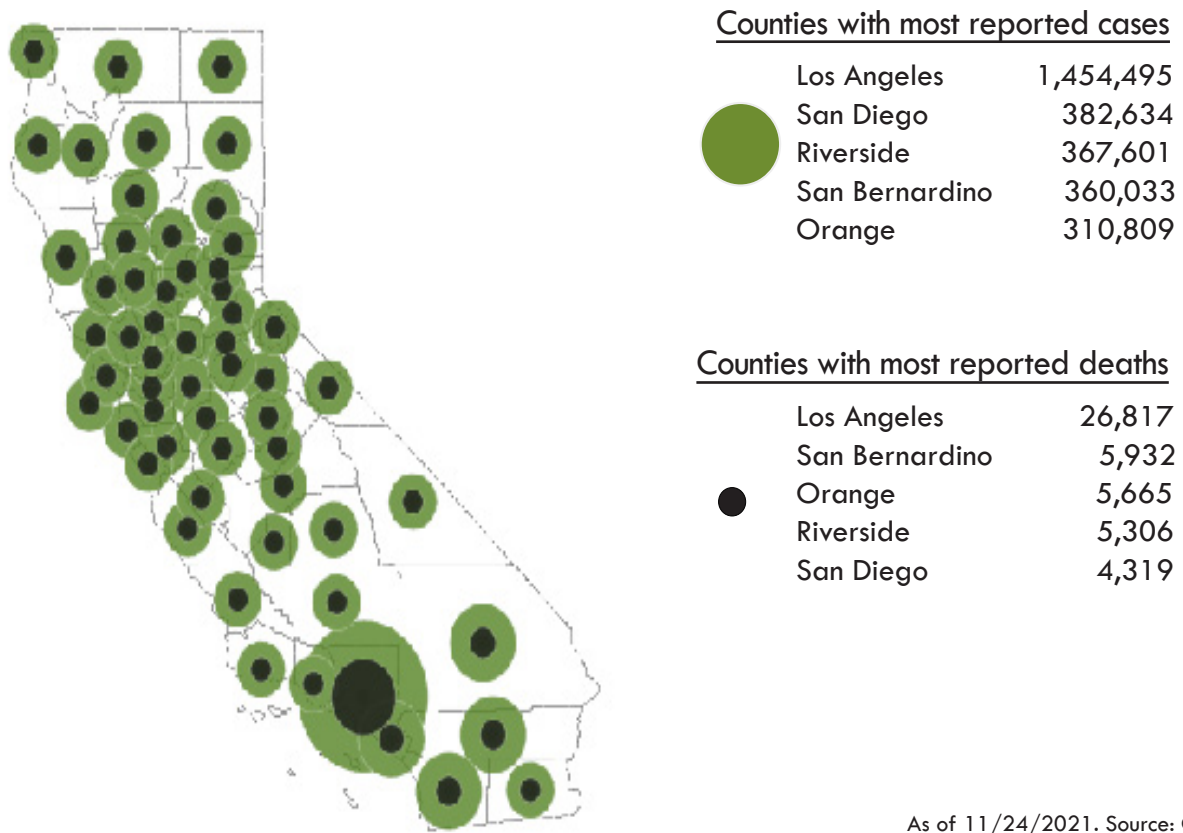 Counties with most reported cases
Los Angeles 1,454,495
San Diego 382,634
Riverside 367,601
San Bernardino 360,033
Orange 310,809
Counties with most reported deaths
Los Angeles 26,817
San Bernardino 5,932
Orange 5,665
Riverside 5,306
San Diego 4,319
As of 11/24/2021. Source: